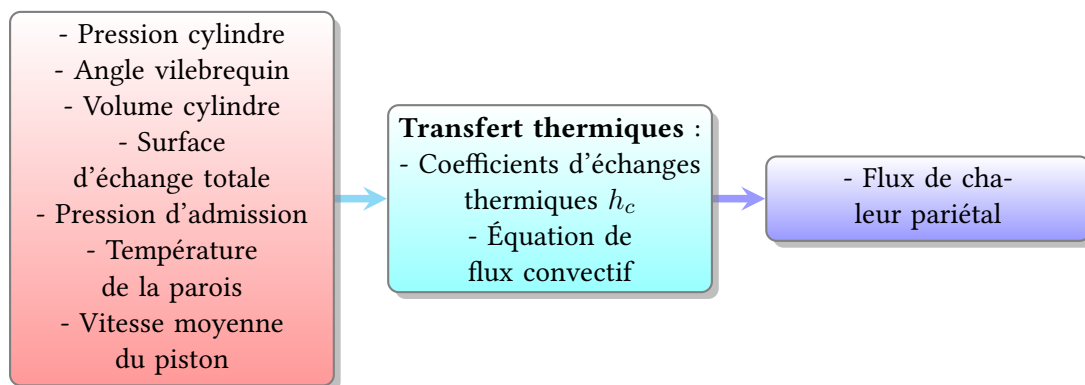 - Pression cylindre
- Angle vilebrequin
- Volume cylindre
- Surface
d'échange totale
- Pression d'admission
- Température
de la parois
- Vitesse moyenne
du piston
Transfert thermiques :
- Coefficients d'échanges
thermiques h_c
- Équation de
flux convectif
- Flux de cha-
leur pariétal